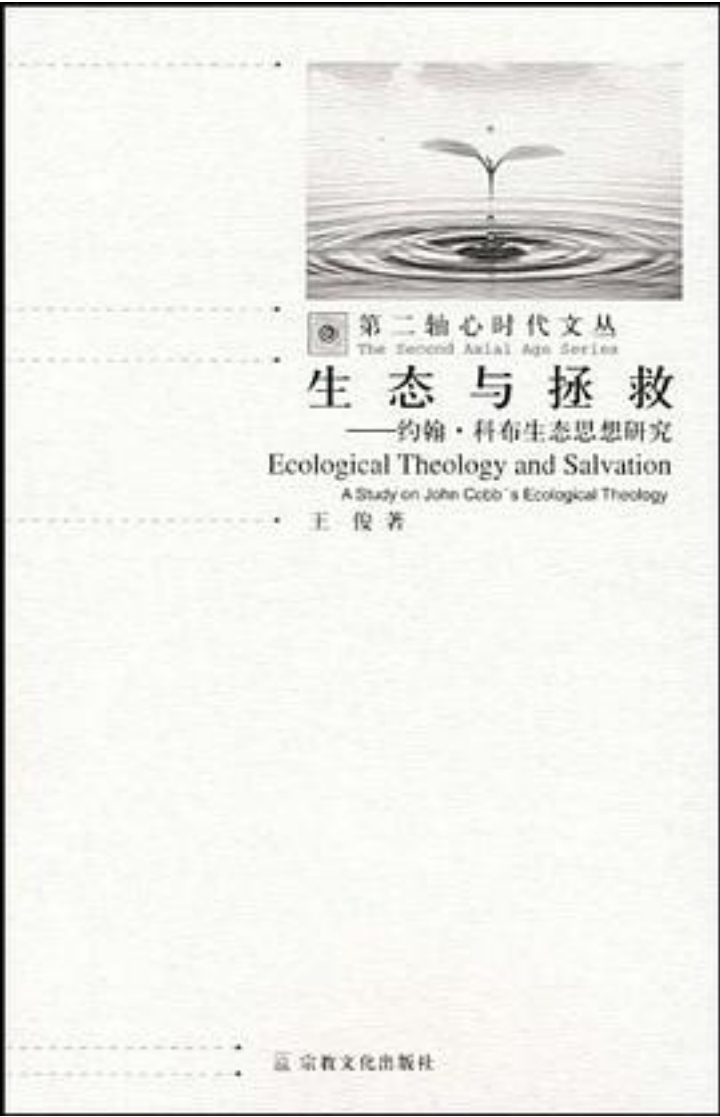 第二轴心时代文丛
The Second Axial Age Series
生态与拯救
——约翰·科布生态思想研究
Ecological Theology and Salvation
A Study on John Cobb's Ecological Theology
王 俊 著
宗教文化出版社